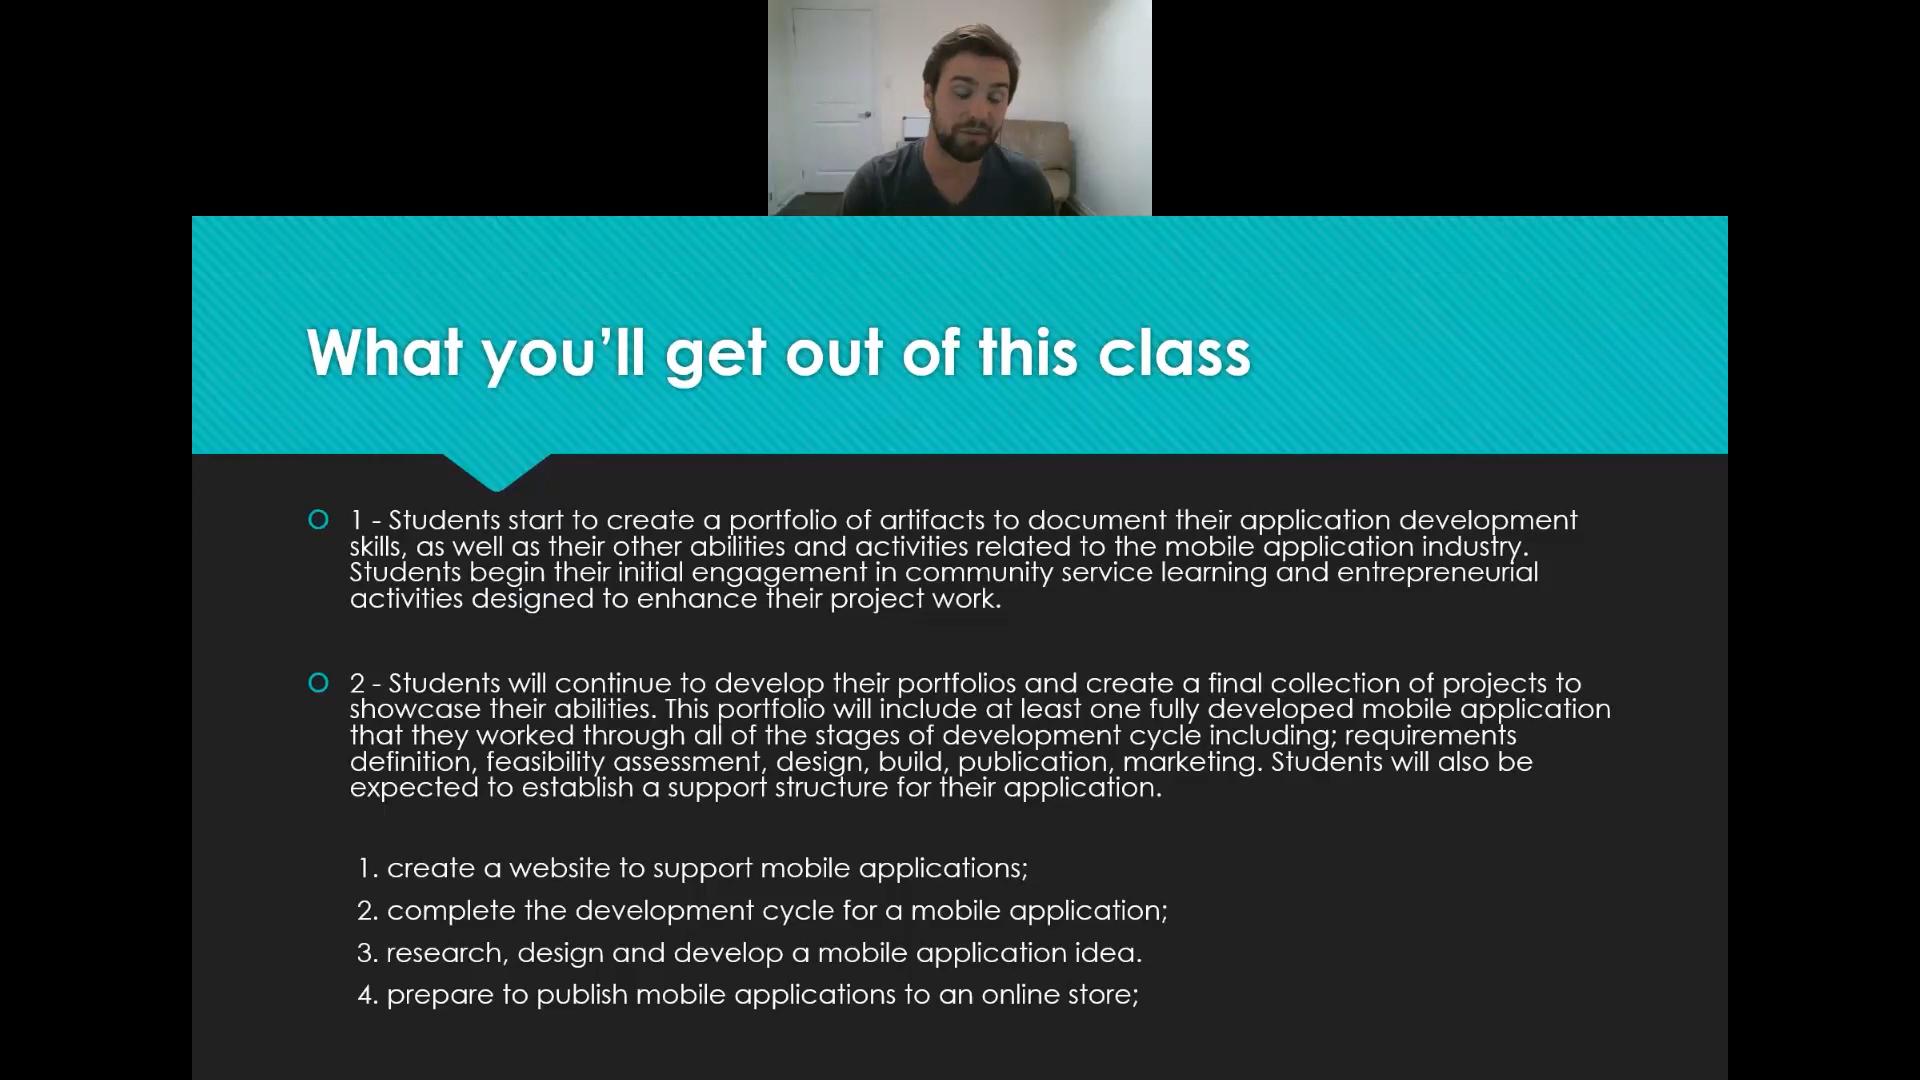 What you’ll get out of this class
1 - Students start to create a portfolio of artifacts to document their application development
skills, as well as their other abilities and activities related to the mobile application industry.
Students begin their initial engagement in community service learning and entrepreneurial
activities designed to enhance their project work.
2 - Students will continue to develop their portfolios and create a final collection of projects to
showcase their abilities. This portfolio will include at least one fully developed mobile application
that they worked through all of the stages of development cycle including; requirements
definition, feasibility assessment, design, build, publication, marketing. Students will also be
expected to establish a support structure for their application.
1. create a website to support mobile applications;
2. complete the development cycle for a mobile application;
3. research, design and develop a mobile application idea.
4. prepare to publish mobile applications to an online store;